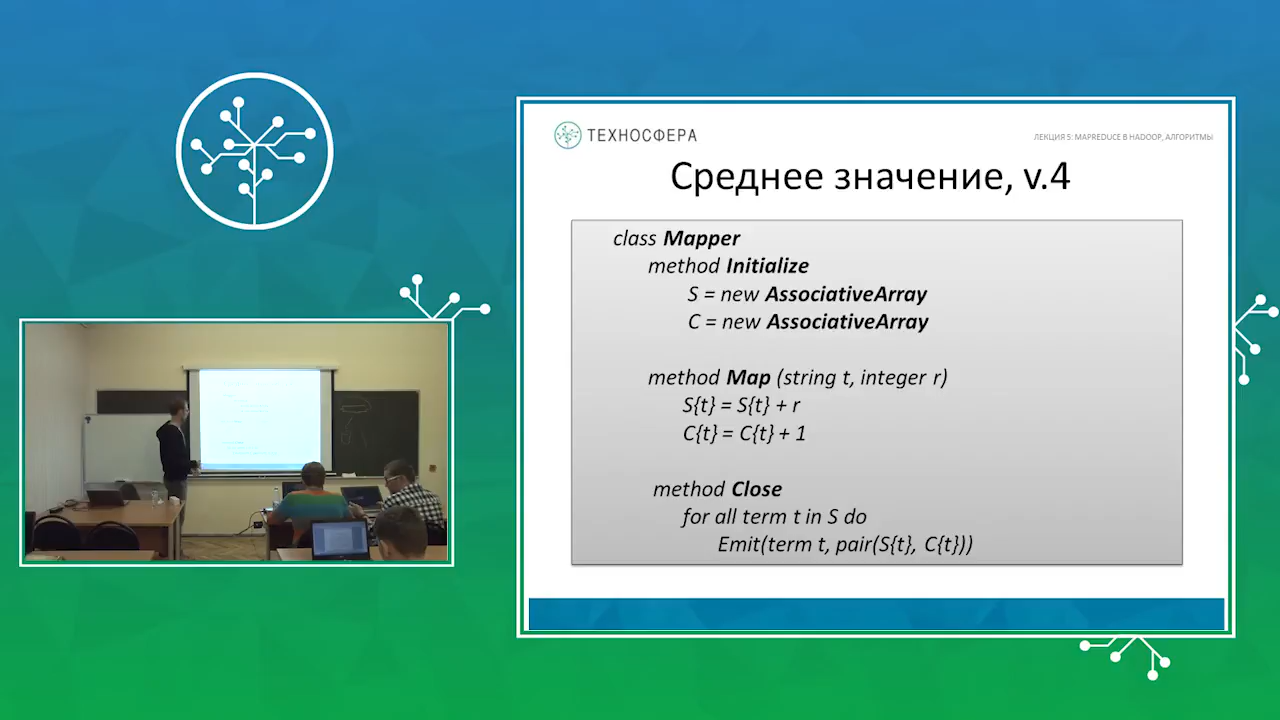 ТЕХНОСФЕРА
ЛЕКЦИЯ 5: MAPREDUCE В HADOOP, АЛГОРИТМЫ
Среднее значение, v.4
class Mapper
method Initialize
S = new AssociativeArray
C = new AssociativeArray
method Map (string t, integer r)
S{t} = S{t} + r
C{t} = C{t} + 1
method Close
for all term t in S do
Emit(term t, pair(S{t}, C{t}))